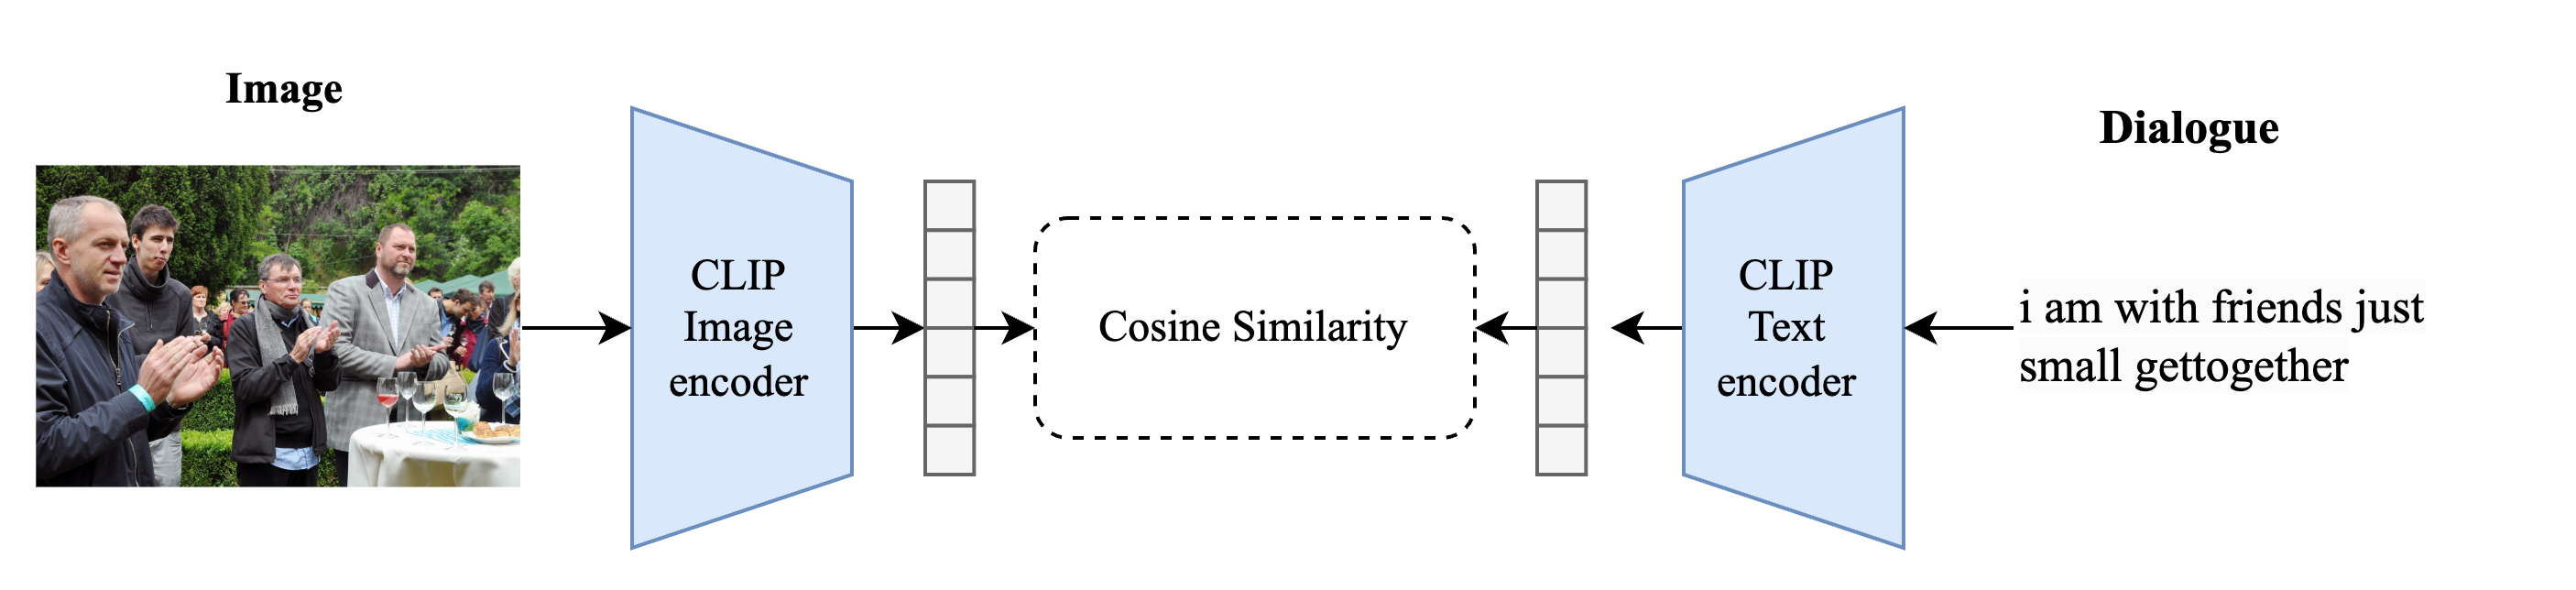 Image
CLIP
Image
encoder
Cosine Similarity
CLIP
Text
encoder
Dialogue
i am with friends just
small gettogether